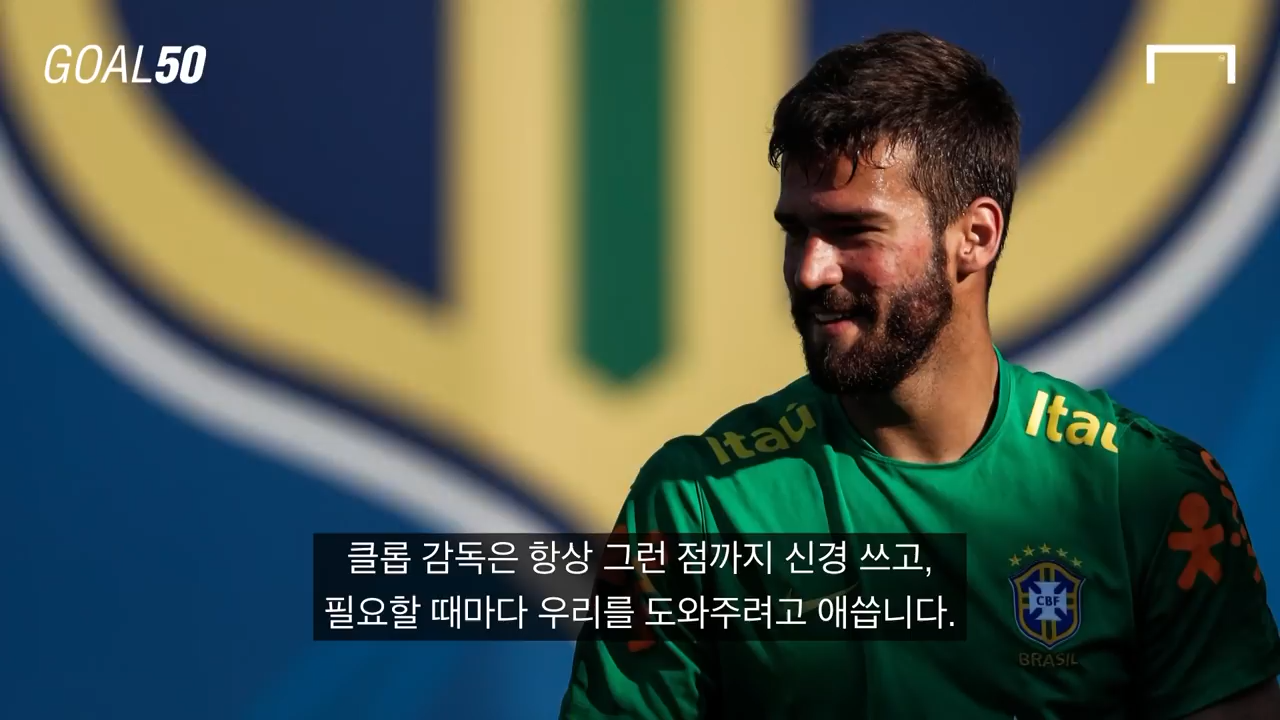 GOAL50
Itaú
Itaú
클롭 감독은 항상 그런 점까지 신경 쓰고,
필요할 때마다 우리를 도와주려고 애씁니다.
CBF
BRASIL